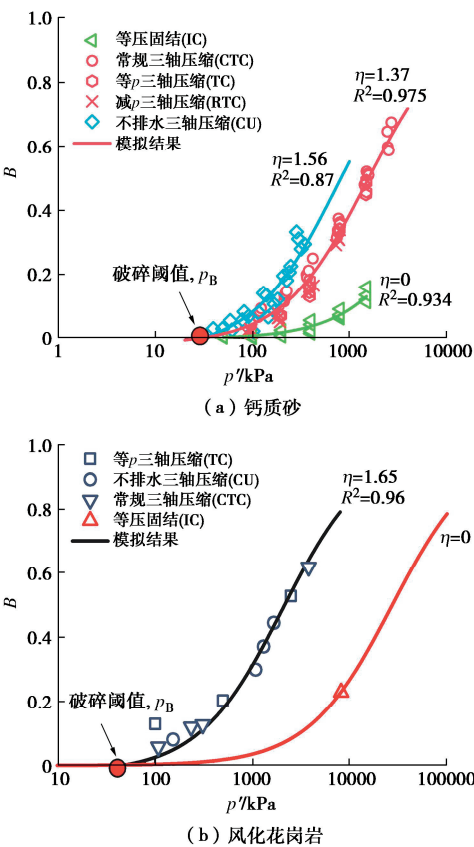 1.0
等压固结(IC)
常规三轴压缩(CTC)
等p三轴压缩(TC)
减p三轴压缩(RTC)
不排水三轴压缩(CU)
模拟结果
η=1.37
R²=0.975
0.8
0.6
η=1.56
R²=0.87
B
0.4
破碎阈值, pB
η=0
R²=0.934
0.2
0
1 10 100 1000 10000
p′/kPa
(a) 钙质砂
1.0
等p三轴压缩(TC)
不排水三轴压缩(CU)
常规三轴压缩(CTC)
等压固结(IC)
模拟结果
η=1.65
R²=0.96
η=0
0.8
0.6
B
0.4
破碎阈值, pB
0.2
0
10 100 1000 10000 100000
p′/kPa
(b) 风化花岗岩